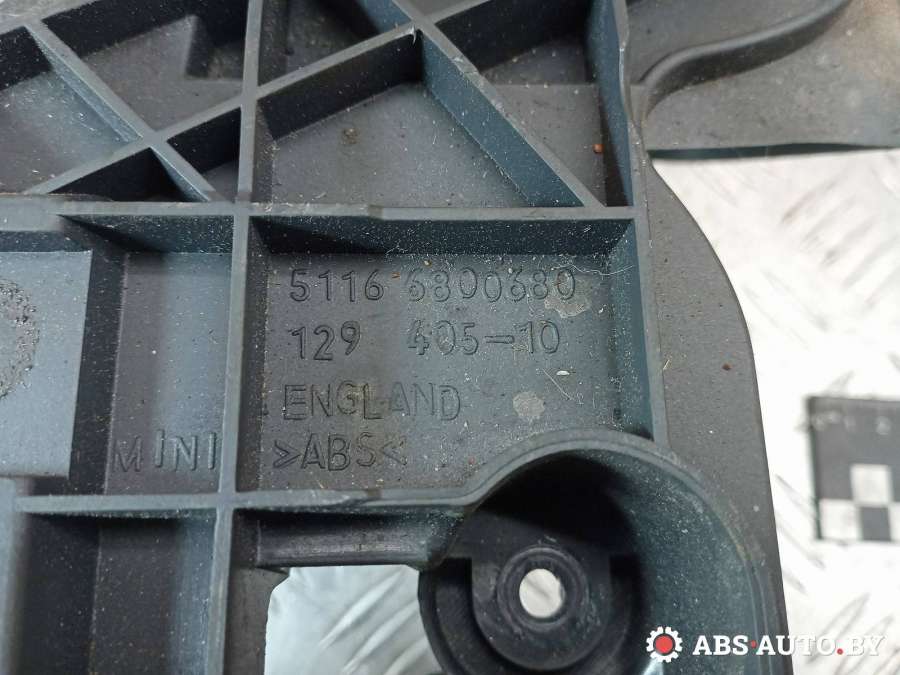 5116 6800680
129 405-10
ENGLAND
MINI >ABS<
ABS-AUTO.BY